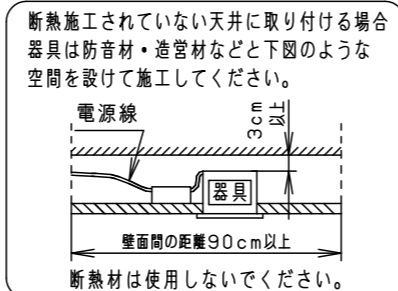 断熱施工されていない天井に取り付ける場合
器具は防音材・造営材などと下図のような
空間を設けて施工してください。
電源線
3cm
以上
器具
壁面間の距離90cm以上
断熱材は使用しないでください。